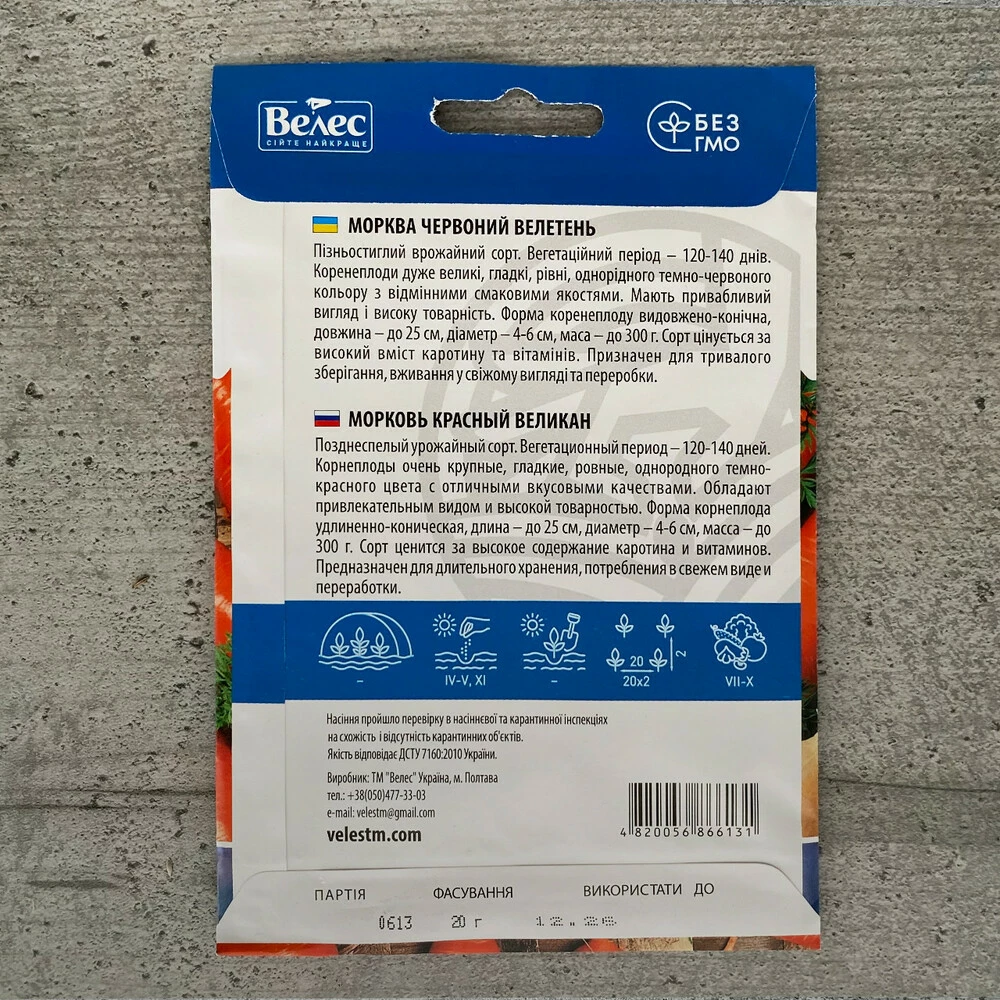 Велес
СІЙТЕ НАЙКРАЩЕ
БЕЗ
ГМО
МОРКВА ЧЕРВОНИЙ ВЕЛЕТЕНЬ
Пізньостиглий врожайний сорт. Вегетаційний період – 120-140 днів.
Коренеплоди дуже великі, гладкі, рівні, однорідного темно-червоного
кольору з відмінними смаковими якостями. Мають привабливий
вигляд і високу товарність. Форма коренеплоду видовжено-конічна,
довжина – до 25 см, діаметр – 4-6 см, маса – до 300 г. Сорт цінується за
високий вміст каротину та вітамінів. Призначен для тривалого
зберігання, вживання у свіжому вигляді та переробки.
МОРКОВЬ КРАСНЫЙ ВЕЛИКАН
Позднеспелый урожайный сорт. Вегетационный период – 120-140 дней.
Корнеплоды очень крупные, гладкие, ровные, однородного темно-
красного цвета с отличными вкусовыми качествами. Обладают
привлекательным видом и высокой товарностью. Форма корнеплода
удлиненно-коническая, длина – до 25 см, диаметр – 4-6 см, масса – до
300 г. Сорт ценится за высокое содержание каротина и витаминов.
Предназначен для длительного хранения, потребления в свежем виде и
переработки.
20 2
– IV-V, XI – 20x2 VII-X
Насіння пройшло перевірку в насіннєвої та карантинної інспекціях
на схожість і відсутність карантинних об'єктів.
Якість відповідає ДСТУ 7160:2010 України.
Виробник: ТМ "Велес" Україна, м. Полтава
тел.: +38(050)477-33-03
e-mail: velestm@gmail.com
velestm.com
4 820056 866131
ПАРТІЯ ФАСУВАННЯ ВИКОРИСТАТИ ДО
0613 20 г 12.26